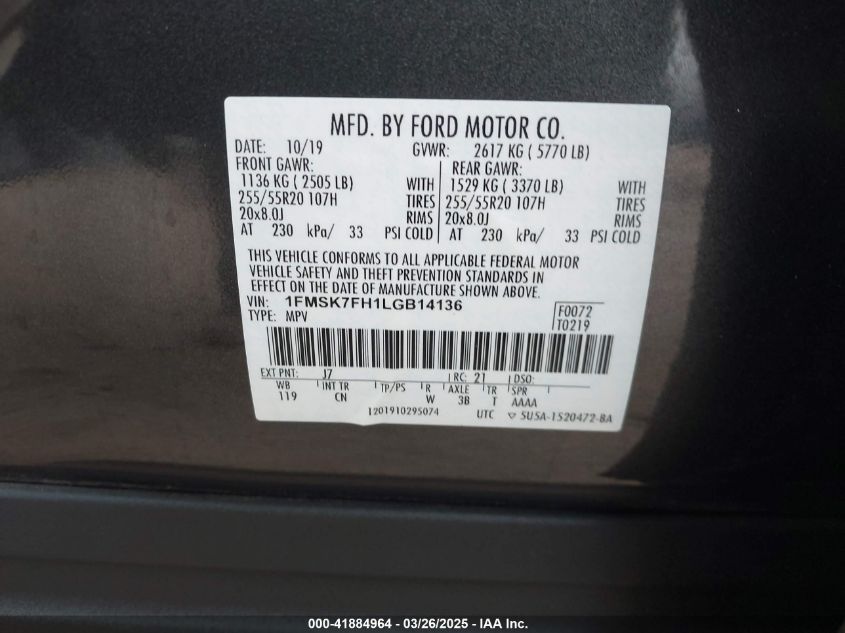 MFD. BY FORD MOTOR CO.
DATE: 10/19 GVWR: 2617 KG ( 5770 LB)
FRONT GAWR: REAR GAWR:
1136 KG ( 2505 LB) WITH 1529 KG ( 3370 LB) WITH
255/55R20 107H TIRES 255/55R20 107H TIRES
20x8.0J RIMS 20x8.0J RIMS
AT 230 kPa/ 33 PSI COLD AT 230 kPa/ 33 PSI COLD
THIS VEHICLE CONFORMS TO ALL APPLICABLE FEDERAL MOTOR
VEHICLE SAFETY AND THEFT PREVENTION STANDARDS IN
EFFECT ON THE DATE OF MANUFACTURE SHOWN ABOVE.
VIN: 1FMSK7FH1LGB14136
TYPE: MPV F0072
T0219
EXT PNT: J7 RC: 21 DSO:
WB INT TR TP/PS R AXLE TR SPR
119 CN W 3B T AAAA
1201910295074 UTC ▽ SU5A-1520472-BA
000-41884964 - 03/26/2025 - IAA Inc.